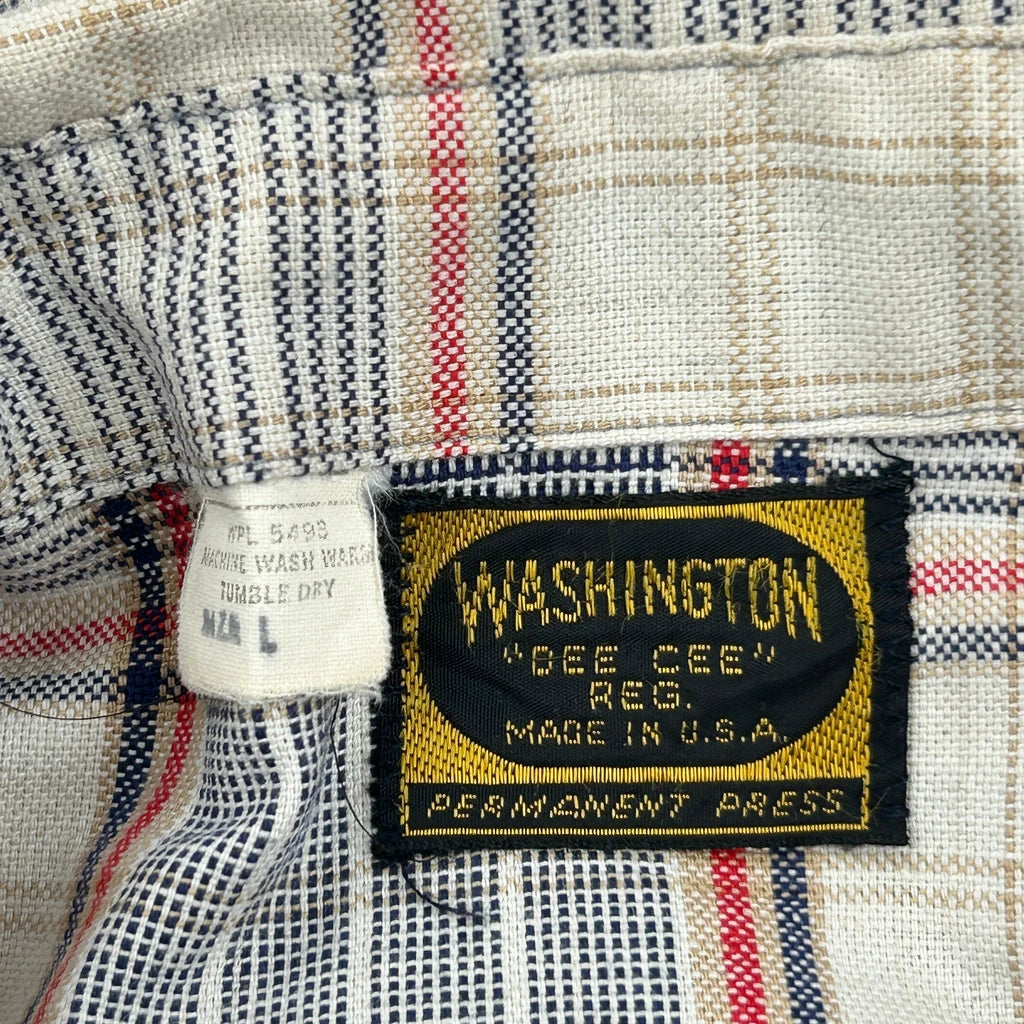 WPL 5493
MACHINE WASH WARM
TUMBLE DRY
L
WASHINGTON
"DEE CEE"
REG.
MADE IN U.S.A.
PERMANENT PRESS